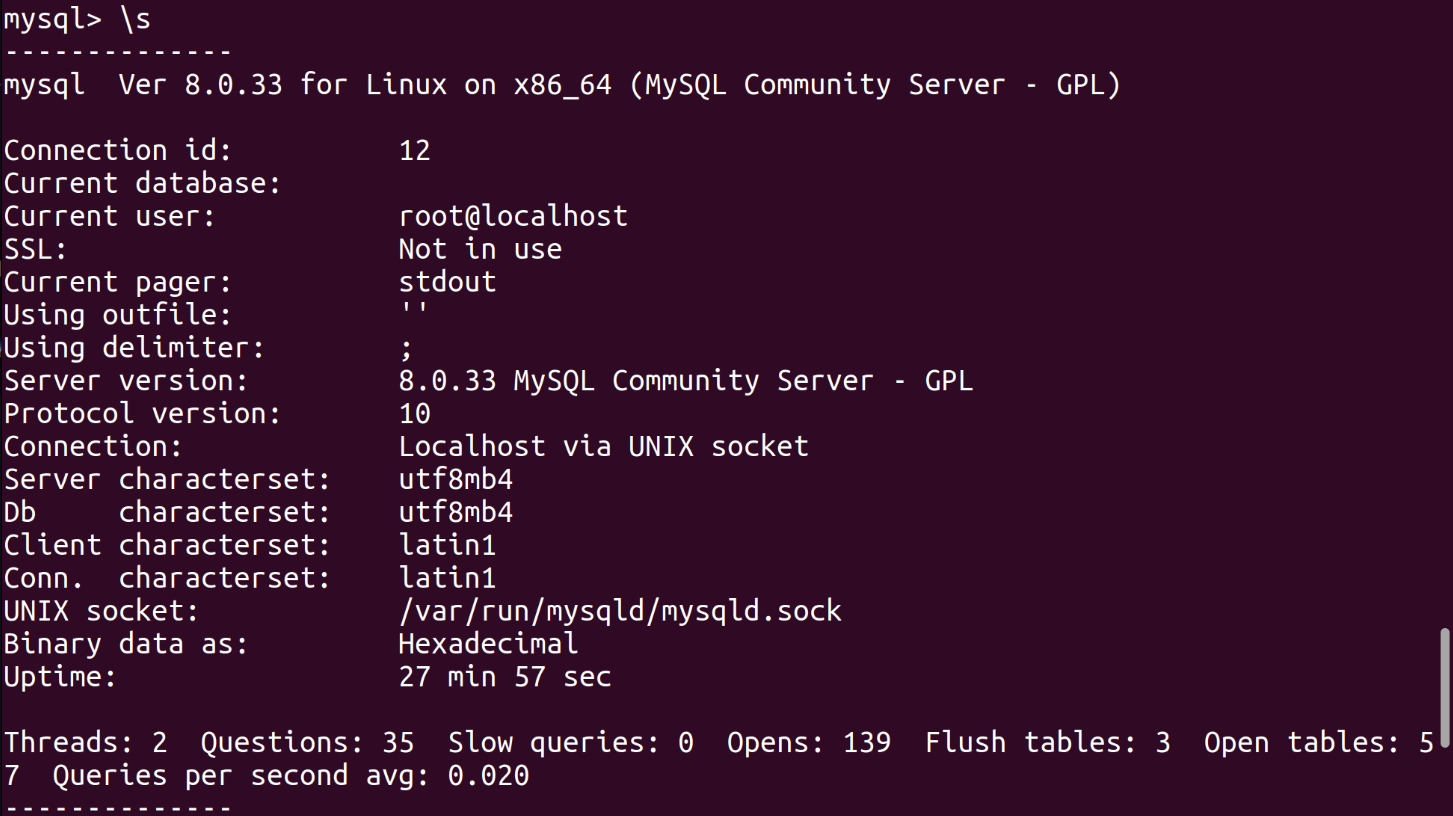 mysql> \s
--------------
mysql  Ver 8.0.33 for Linux on x86_64 (MySQL Community Server - GPL)

Connection id:          12
Current database:
Current user:           root@localhost
SSL:                    Not in use
Current pager:          stdout
Using outfile:          ''
Using delimiter:        ;
Server version:         8.0.33 MySQL Community Server - GPL
Protocol version:       10
Connection:             Localhost via UNIX socket
Server characterset:    utf8mb4
Db     characterset:    utf8mb4
Client characterset:    latin1
Conn.  characterset:    latin1
UNIX socket:            /var/run/mysqld/mysqld.sock
Binary data as:         Hexadecimal
Uptime:                 27 min 57 sec

Threads: 2  Questions: 35  Slow queries: 0  Opens: 139  Flush tables: 3  Open tables: 5
7  Queries per second avg: 0.020
--------------